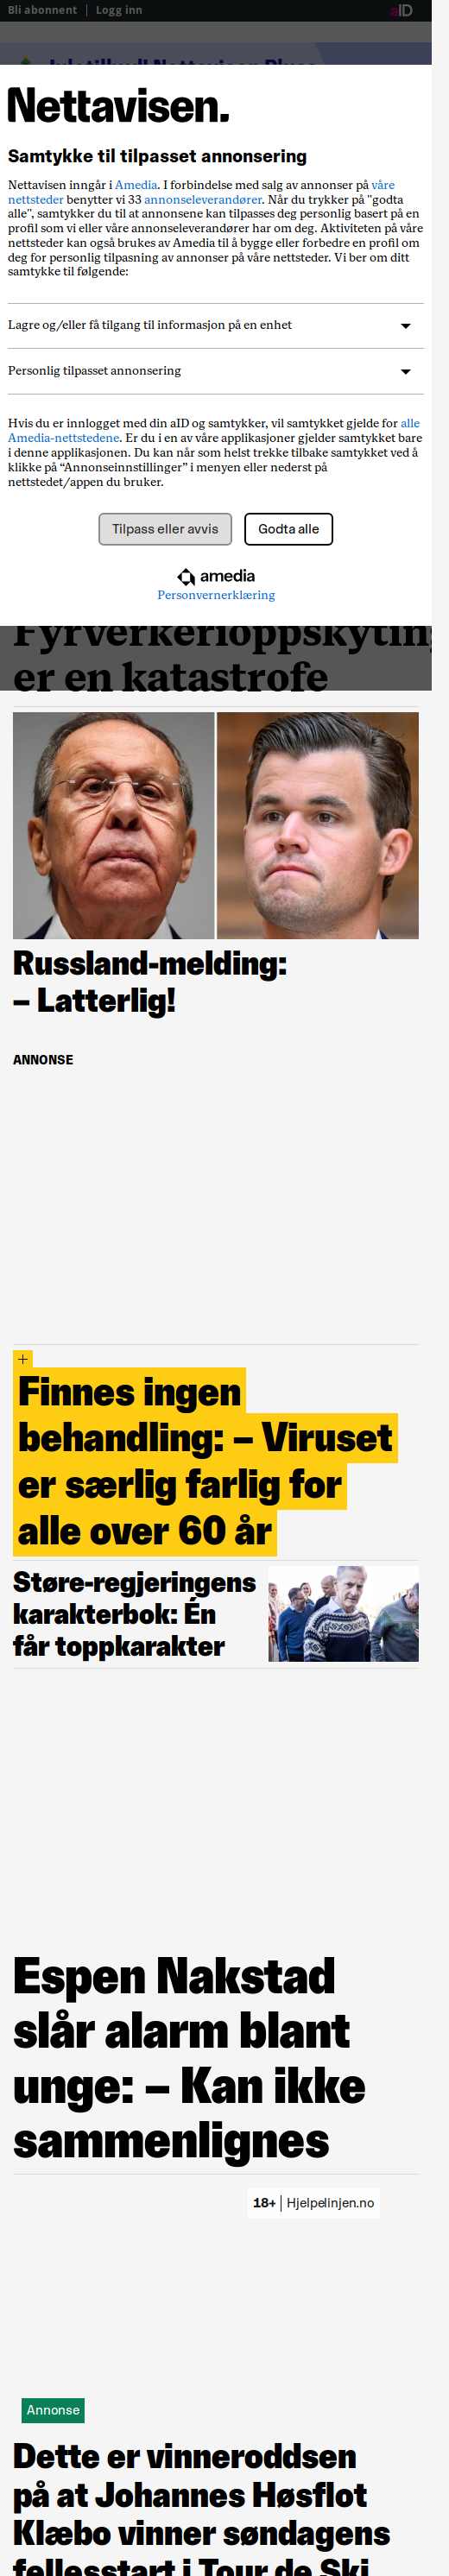 Bli abonnent | Logg inn
aID
Nettavisen.
Samtykke til tilpasset annonsering
Nettavisen inngår i Amedia. I forbindelse med salg av annonser på våre
nettsteder benytter vi 33 annonseleverandører. Når du trykker på "godta
alle", samtykker du til at annonsene kan tilpasses deg personlig basert på en
profil som vi eller våre annonseleverandører har om deg. Aktiviteten på våre
nettsteder kan også brukes av Amedia til å bygge eller forbedre en profil om
deg for personlig tilpasning av annonser på våre nettsteder. Vi ber om ditt
samtykke til følgende:
Lagre og/eller få tilgang til informasjon på en enhet
Personlig tilpasset annonsering
Hvis du er innlogget med din aID og samtykker, vil samtykket gjelde for alle
Amedia-nettstedene. Er du i en av våre applikasjoner gjelder samtykket bare
i denne applikasjonen. Du kan når som helst trekke tilbake samtykket ved å
klikke på “Annonseinnstillinger” i menyen eller nederst på
nettstedet/appen du bruker.
Tilpass eller avvis
Godta alle
amedia
Personvernerklæring
Fyrverkerioppskyting
er en katastrofe
Russland-melding:
– Latterlig!
ANNONSE
+
Finnes ingen
behandling: – Viruset
er særlig farlig for
alle over 60 år
Støre-regjeringens
karakterbok: Én
får toppkarakter
Espen Nakstad
slår alarm blant
unge: – Kan ikke
sammenlignes
18+ | Hjelpelinjen.no
Annonse
Dette er vinneroddsen
på at Johannes Høsflot
Klæbo vinner søndagens
fellesstart i Tour de Ski